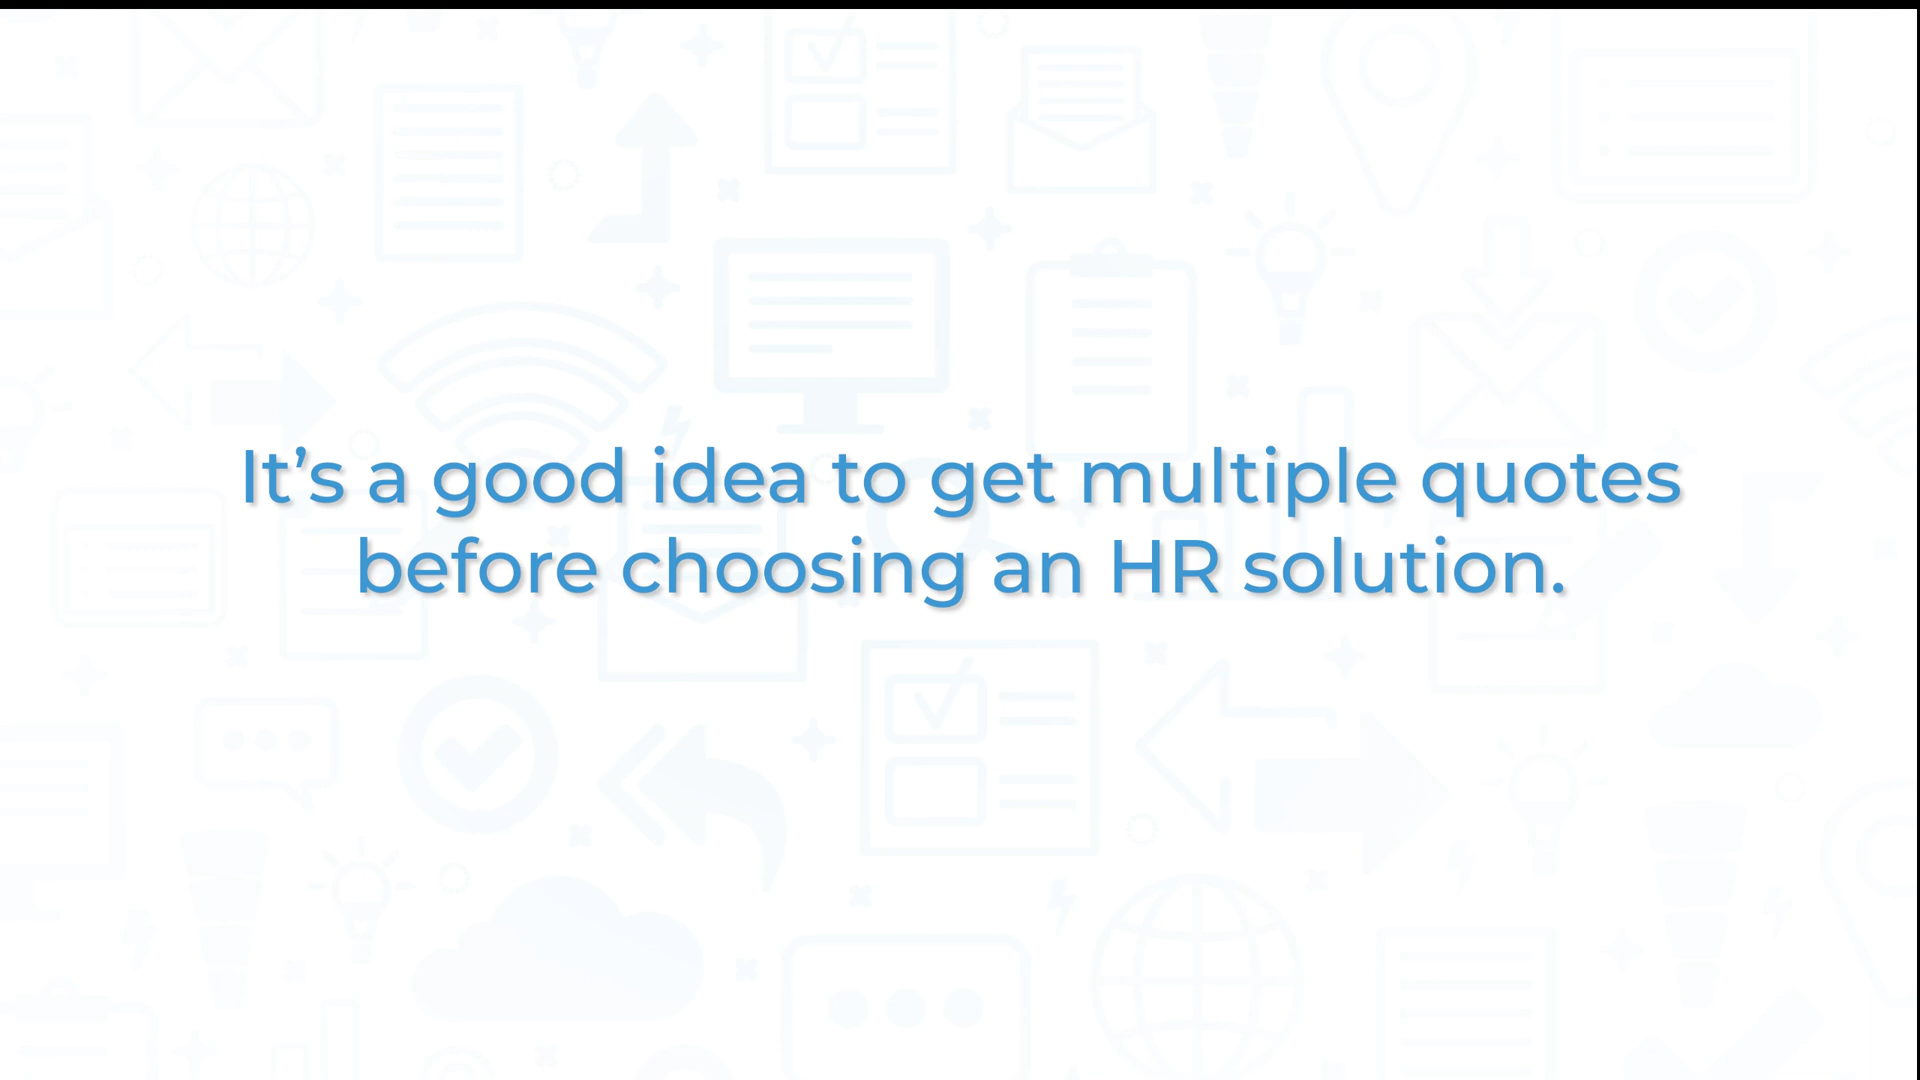 It’s a good idea to get multiple quotes
before choosing an HR solution.